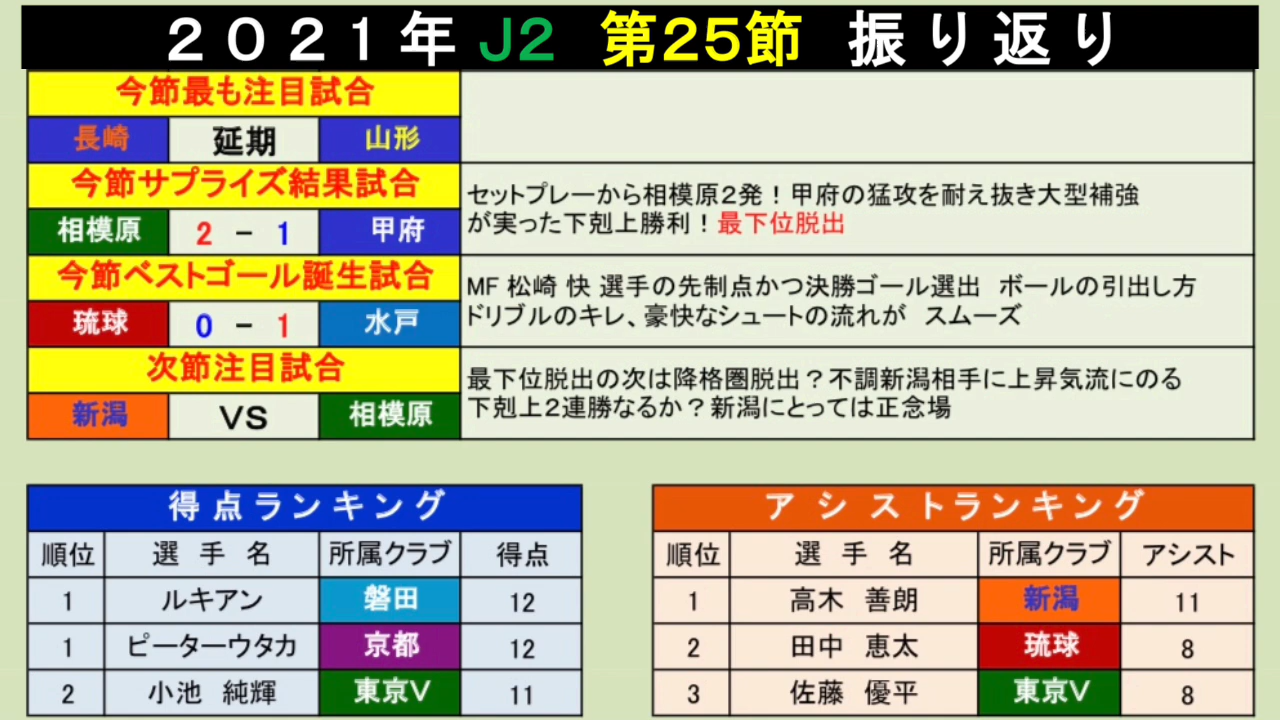 ２０２１年 J2 第25節 振り返り
今節最も注目試合
長崎 延期 山形
今節サプライズ結果試合
相模原 2 － 1 甲府
セットプレーから相模原２発！甲府の猛攻を耐え抜き大型補強
が実った下剋上勝利！最下位脱出
今節ベストゴール誕生試合
琉球 0 － 1 水戸
MF 松崎 快 選手の先制点かつ決勝ゴール選出　ボールの引出し方
ドリブルのキレ、豪快なシュートの流れが　スムーズ
次節注目試合
新潟 VS 相模原
最下位脱出の次は降格圏脱出？不調新潟相手に上昇気流にのる
下剋上２連勝なるか？新潟にとっては正念場
得点ランキング
順位 選手名 所属クラブ 得点
1 ルキアン 磐田 12
1 ピーターウタカ 京都 12
2 小池　純輝 東京V 11
アシストランキング
順位 選手名 所属クラブ アシスト
1 高木　善朗 新潟 11
2 田中　恵太 琉球 8
3 佐藤　優平 東京V 8